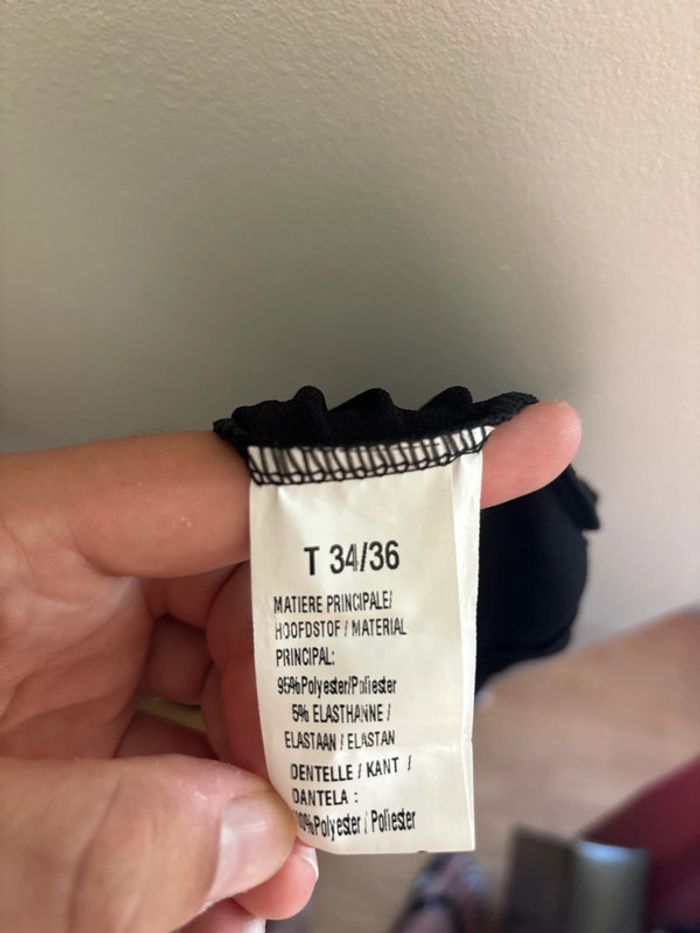 T 34/36
MATIERE PRINCIPALE/
HOOFDSTOF / MATERIAL
PRINCIPAL:
95%Polyester/Poliester
5% ELASTHANNE /
ELASTAAN / ELASTAN
DENTELLE / KANT /
DANTELA :
00%Polyester / Poliester